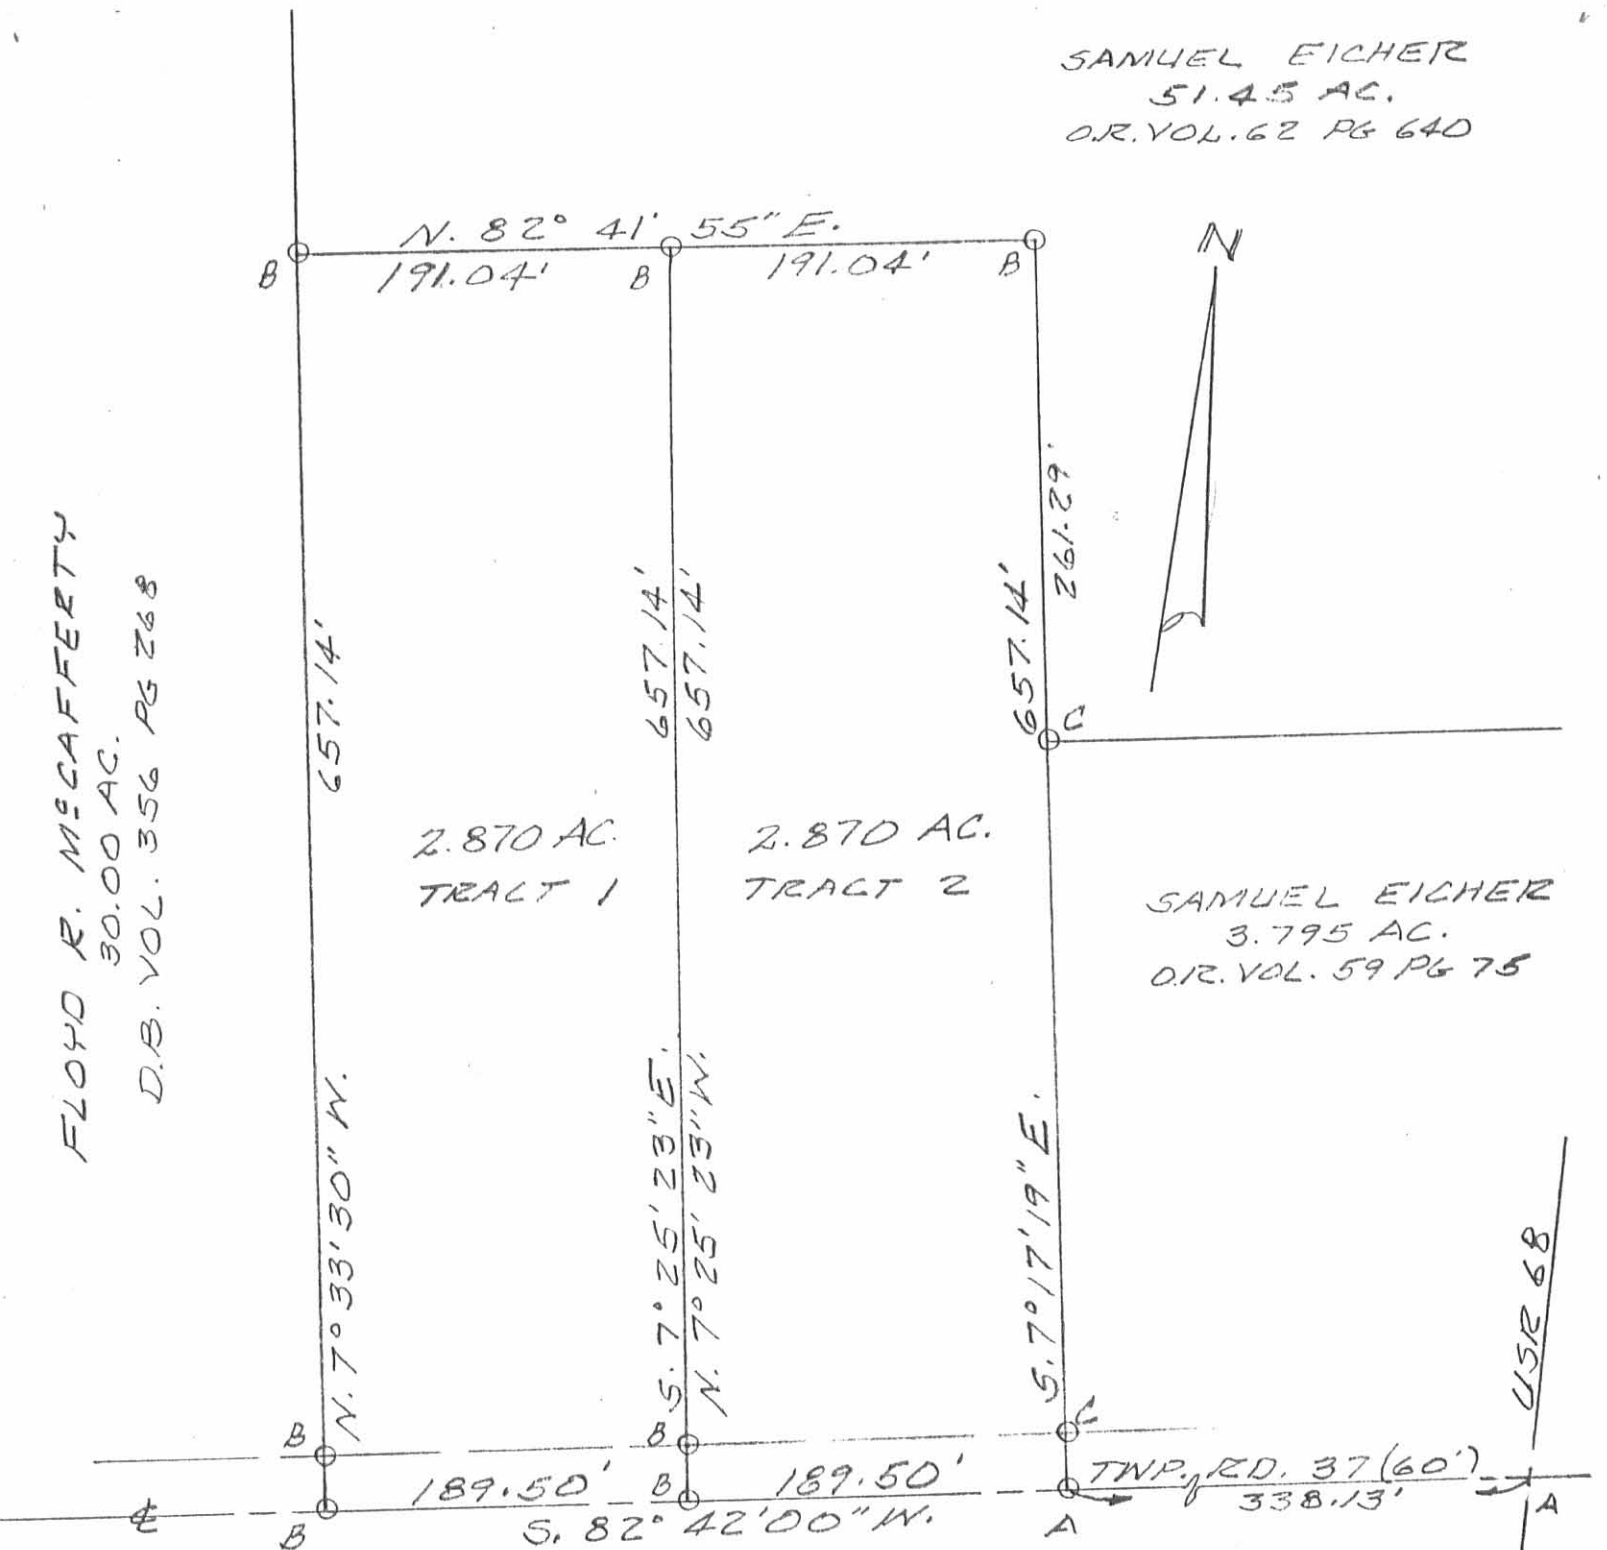 SAMUEL EICHER
51.45 AC.
O.R. VOL. 62 PG 640
N. 82° 41' 55" E.
191.04'
191.04'
B
B
B
N
261.29'
657.14'
657.14'
657.14'
657.14'
C
FLOYD R. McCAFFERTY
30.00 AC.
D.B. VOL. 356 PG 268
2.870 AC.
TRACT 1
2.870 AC.
TRACT 2
SAMUEL EICHER
3.795 AC.
O.R. VOL. 59 PG 75
N. 7° 33' 30" W.
S. 7° 25' 23" E.
N. 7° 25' 23" W.
S. 7° 17' 19" E.
USR 68
B
B
C
189.50'
B
189.50'
TWP. RD. 37 (60')
338.13'
℄
B
S. 82° 42' 00" W.
A
A